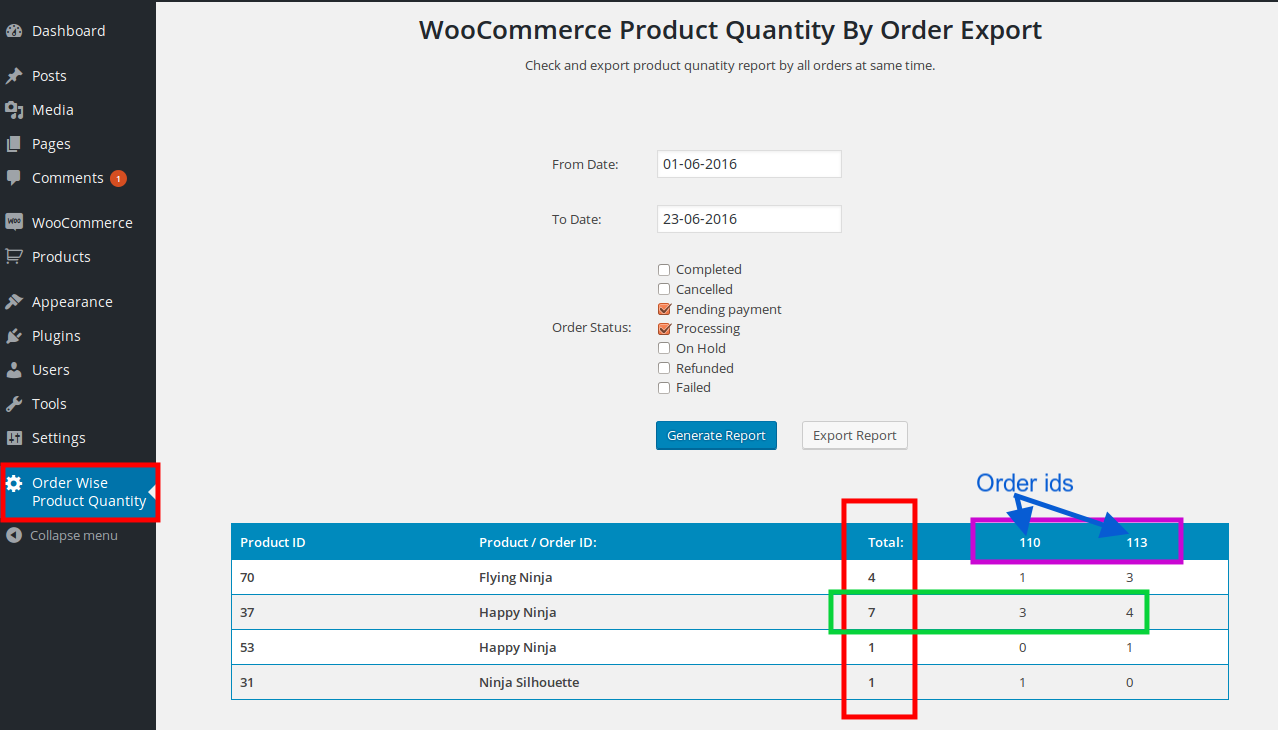 WooCommerce Product Quantity By Order Export
Check and export product qunatity report by all orders at same time.
Dashboard
Posts
Media
Pages
Comments 1
WooCommerce
Products
Appearance
Plugins
Users
Tools
Settings
Order Wise
Product Quantity
Collapse menu
From Date: 01-06-2016
To Date: 23-06-2016
Order Status:
Completed
Cancelled
Pending payment
Processing
On Hold
Refunded
Failed
Generate Report Export Report
Order ids
Product ID Product / Order ID: Total: 110 113
70 Flying Ninja 4 1 3
37 Happy Ninja 7 3 4
53 Happy Ninja 1 0 1
31 Ninja Silhouette 1 1 0